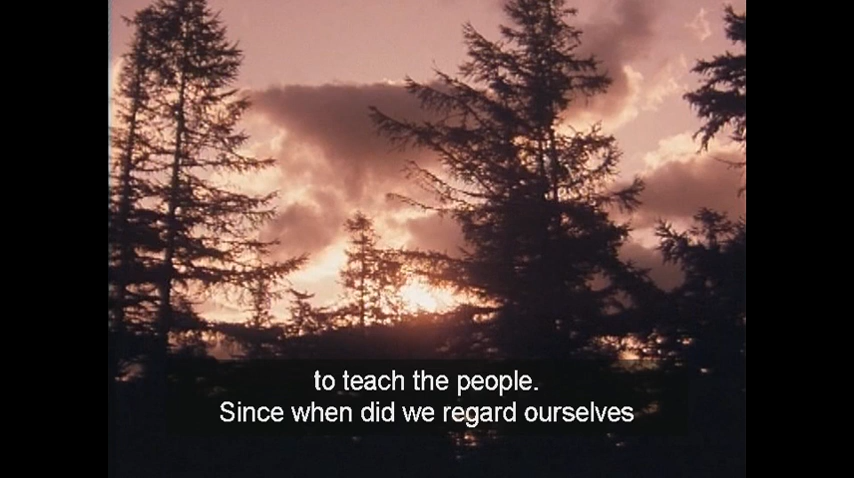 to teach the people.
Since when did we regard ourselves